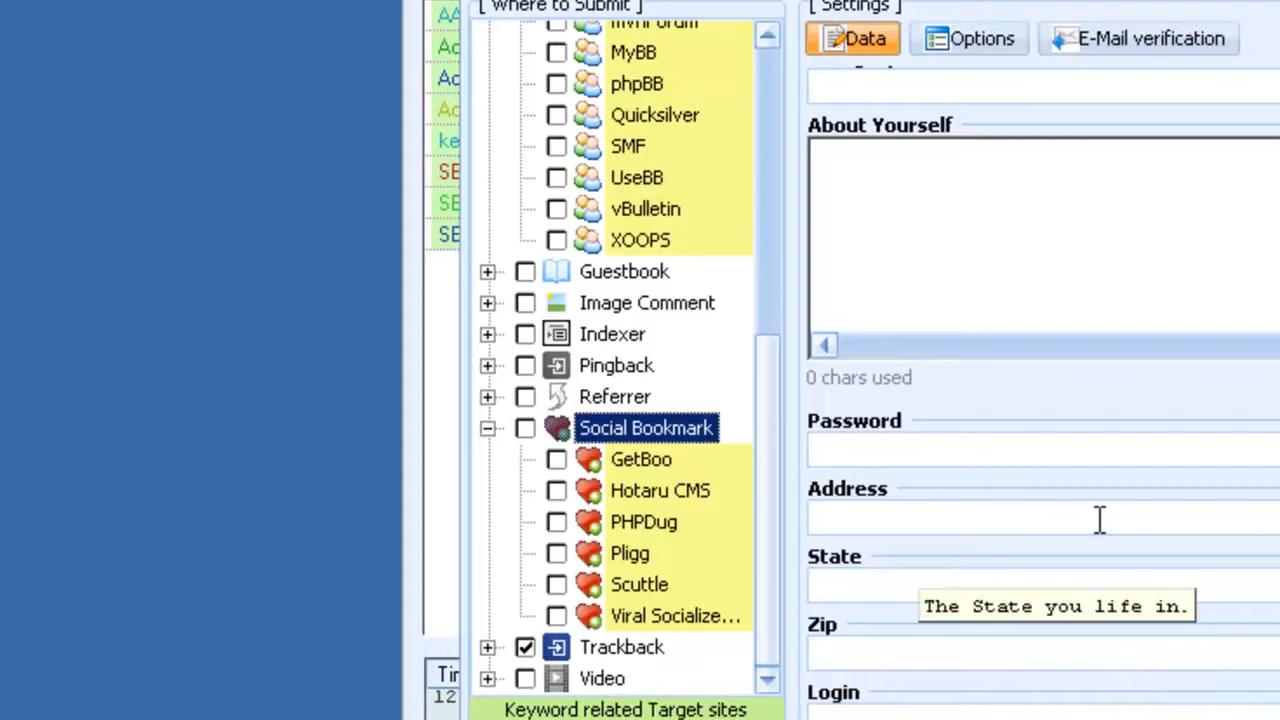 [ Where to Submit ]
MyBB
phpBB
Quicksilver
SMF
UseBB
vBulletin
XOOPS
Guestbook
Image Comment
Indexer
Pingback
Referrer
Social Bookmark
GetBoo
Hotaru CMS
PHPDug
Pligg
Scuttle
Viral Socialize...
Trackback
Video
Keyword related Target sites
[ Settings ]
Data
Options
E-Mail verification
About Yourself
0 chars used
Password
Address
State
The State you life in.
Zip
Login
12